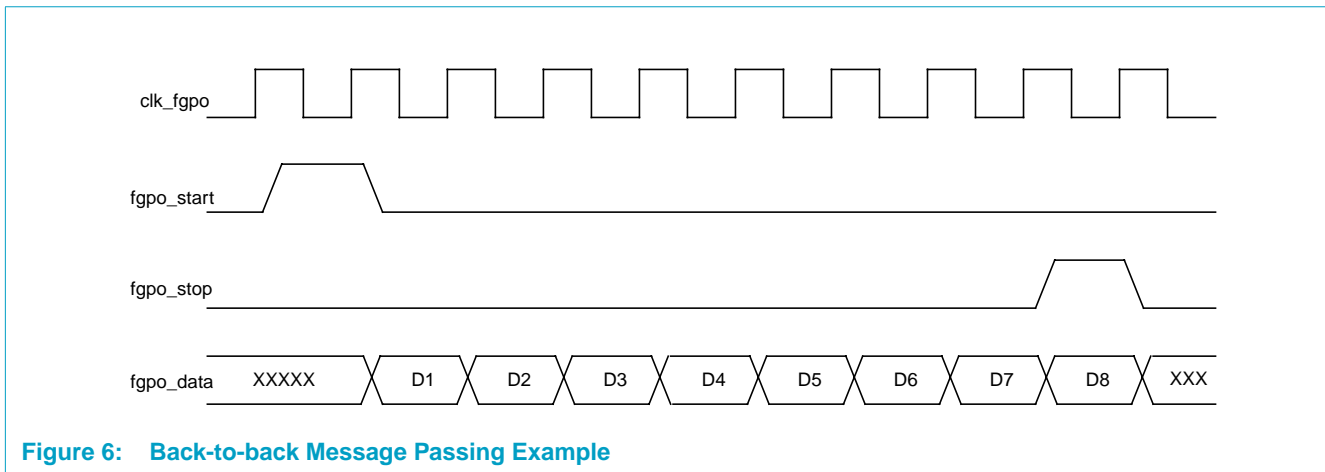 clk_fgpo
fgpo_start
fgpo_stop
fgpo_data XXXXX D1 D2 D3 D4 D5 D6 D7 D8 XXX
Figure 6: Back-to-back Message Passing Example